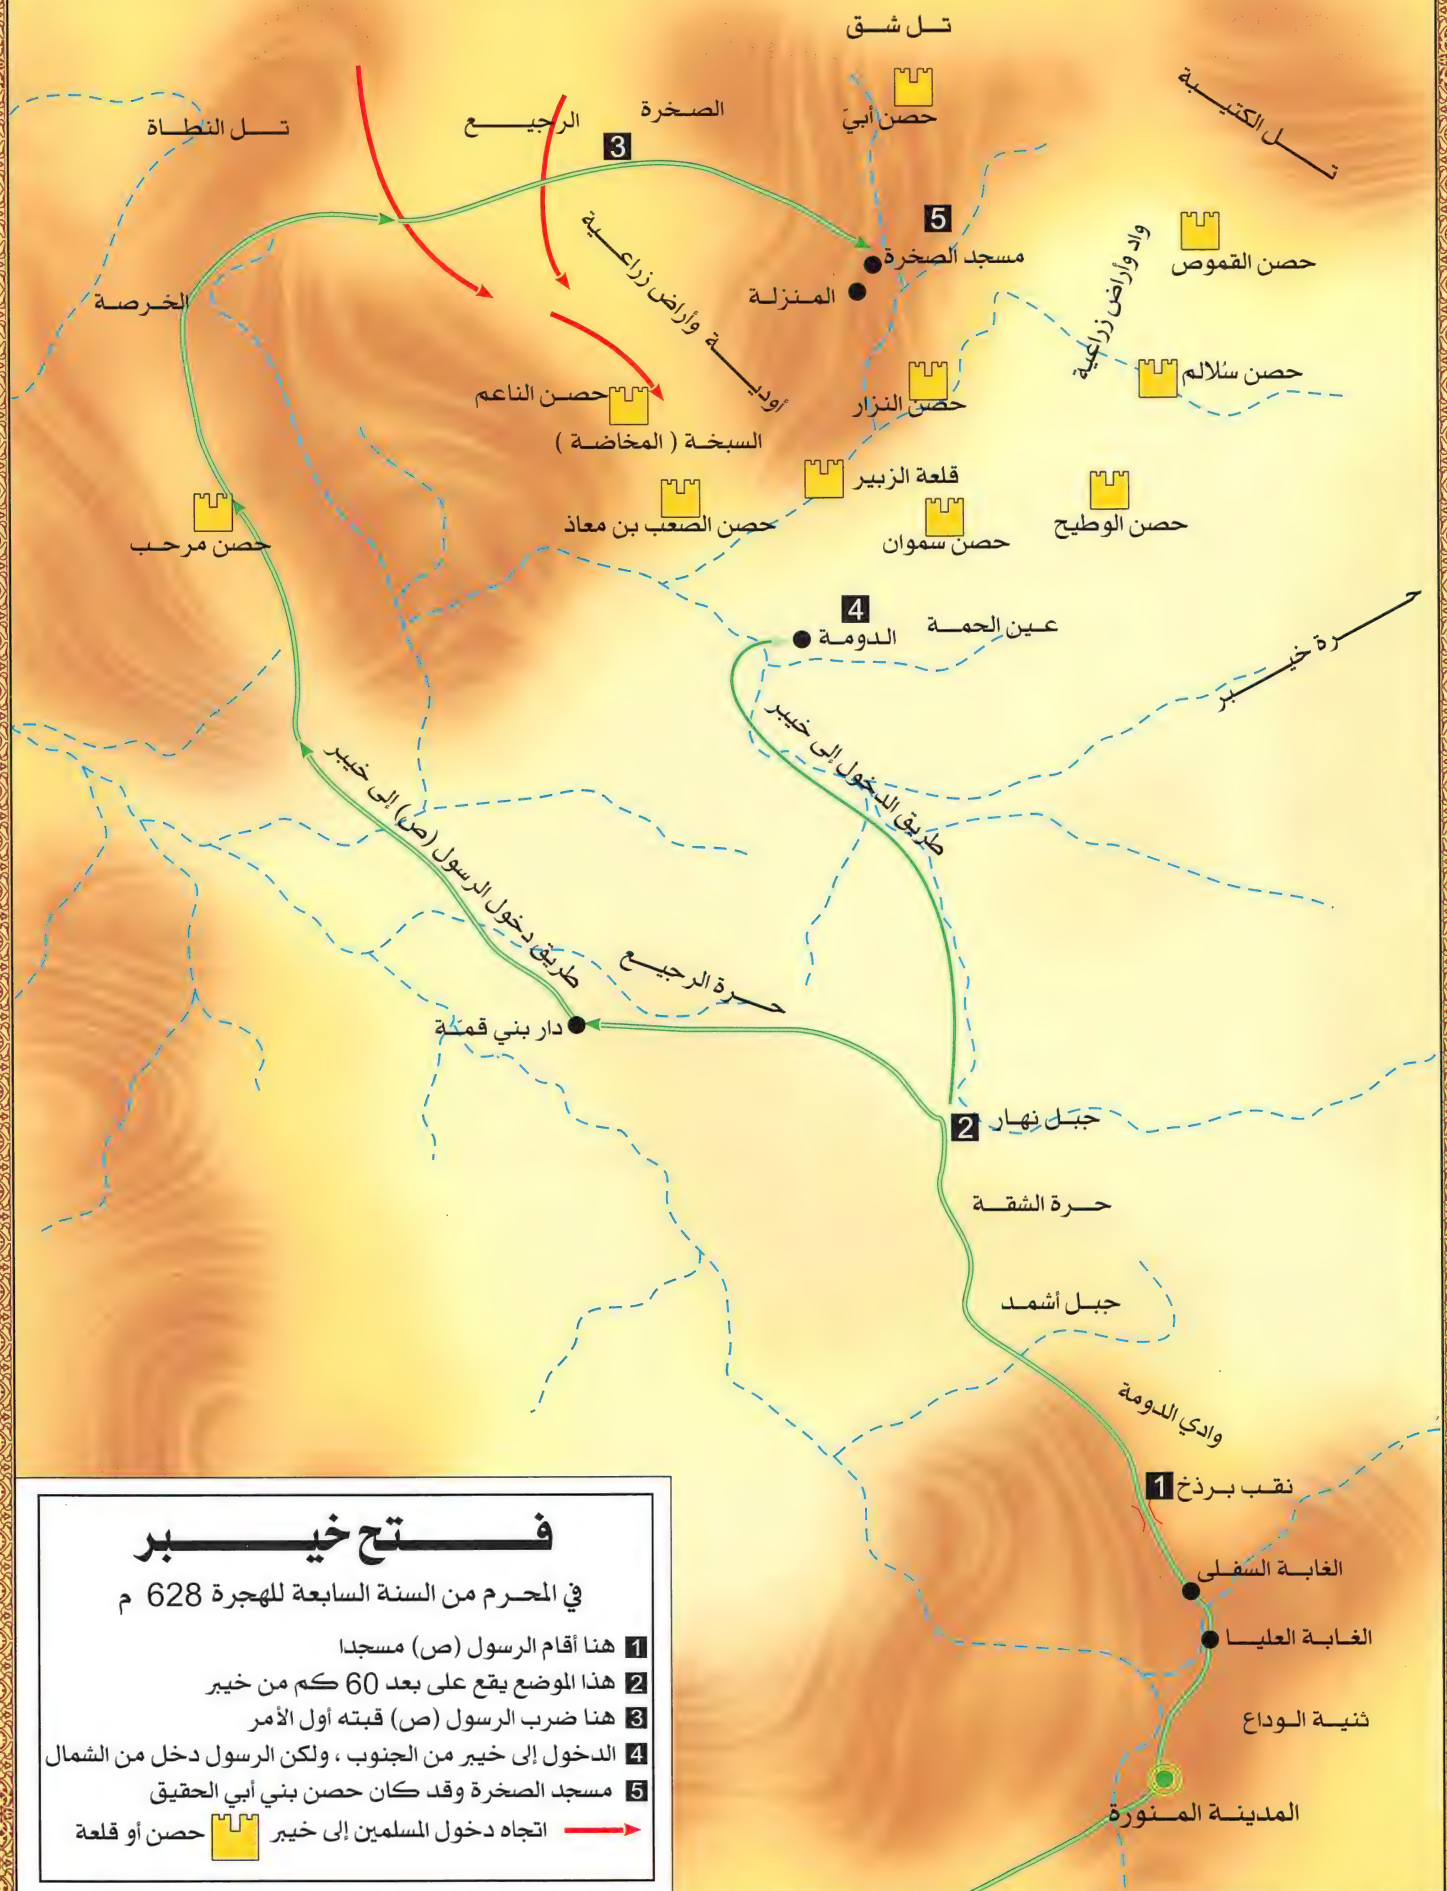 تل شق
تل الكتيبة
حصن أبيّ
الصخرة
الرجيع
تل النطاة
3
5
واد وأراض زراعية
حصن القموص
مسجد الصخرة
المنزلة
أودية وأراض زراعية
الخرصة
حصن سُلالم
حصن النزار
حصن الناعم
السبخة ( المخاضة )
قلعة الزبير
حصن الوطيح
حصن سموان
حصن الصعب بن معاذ
حصن مرحب
حرة خيبر
4
عين الحمة
الدومة
طريق الدخول إلى خيبر
طريق دخول الرسول (ص) إلى خيبر
حرة الرجيع
دار بني قمّة
2 جبل نهار
حرة الشقة
جبل أشمد
وادي الدومة
1 نقب برذخ
الغابة السفلى
الغابة العليا
ثنية الوداع
المدينة المنورة
فتح خيبر
في المحرم من السنة السابعة للهجرة 628 م
1 هنا أقام الرسول (ص) مسجدا
2 هذا الموضع يقع على بعد 60 كم من خيبر
3 هنا ضرب الرسول (ص) قبته أول الأمر
4 الدخول إلى خيبر من الجنوب ، ولكن الرسول دخل من الشمال
5 مسجد الصخرة وقد كان حصن بني أبي الحقيق
اتجاه دخول المسلمين إلى خيبر حصن أو قلعة